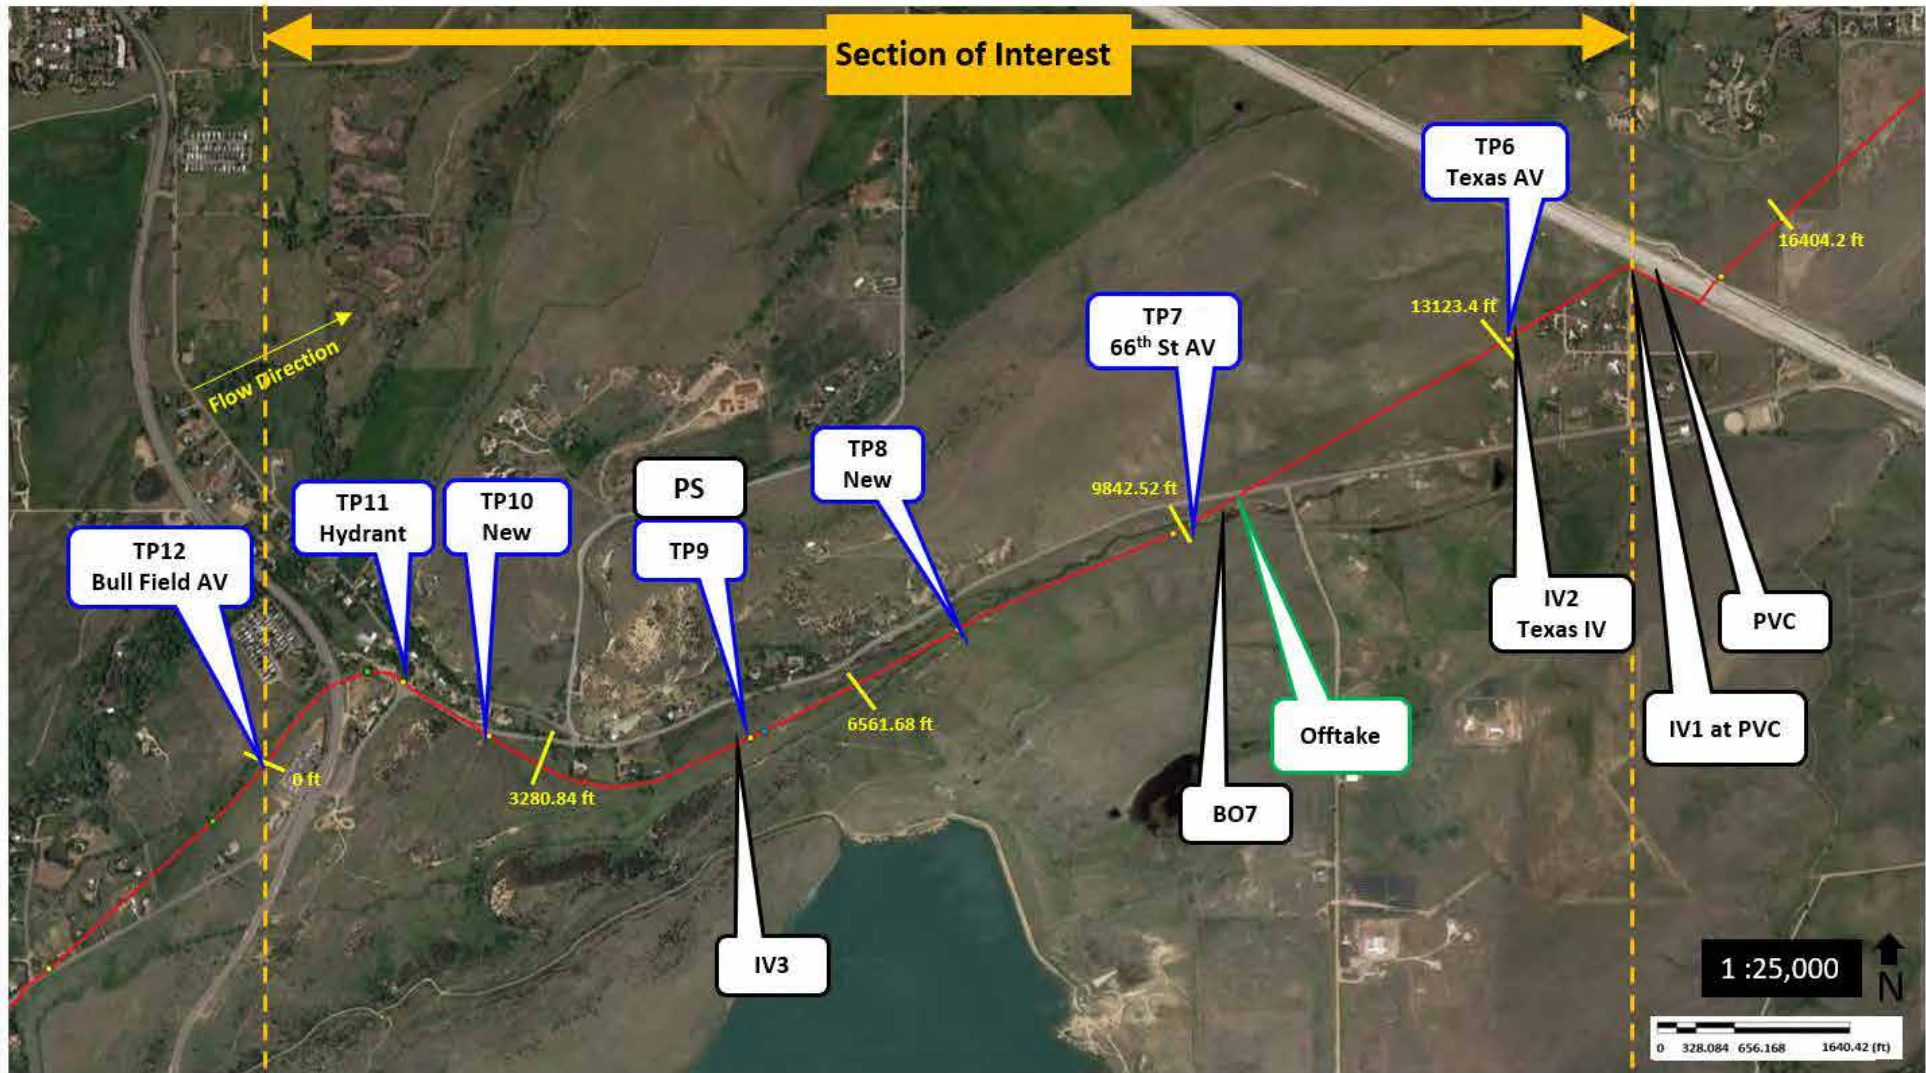 Section of Interest
TP6
Texas AV
16404.2 ft
TP7
66th St AV
13123.4 ft
Flow Direction
TP8
New
9842.52 ft
PS
TP9
TP11
Hydrant
TP10
New
TP12
Bull Field AV
IV2
Texas IV
PVC
IV1 at PVC
Offtake
6561.68 ft
0 ft
3280.84 ft
BO7
IV3
1 :25,000
N
0 328.084 656.168 1640.42 (ft)